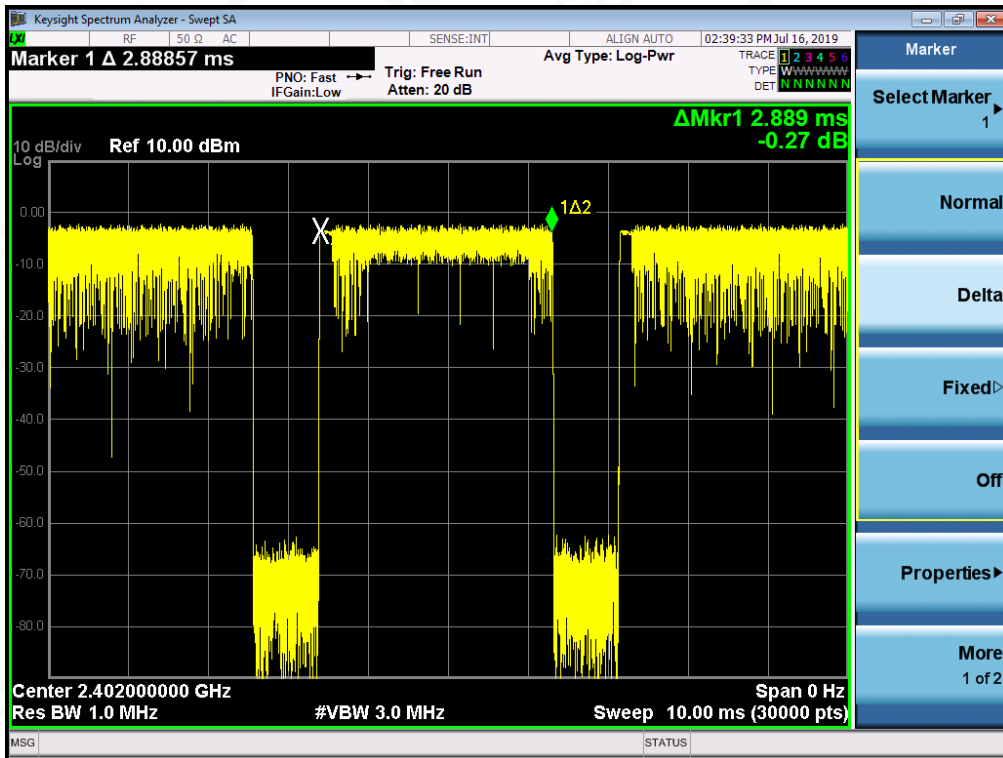 Keysight Spectrum Analyzer - Swept SA
LXI RF 50 Ω AC SENSE:INT ALIGN AUTO 02:39:33 PM Jul 16, 2019
Marker 1 Δ 2.88857 ms
PNO: Fast
IFGain:Low
Trig: Free Run
Atten: 20 dB
Avg Type: Log-Pwr
TRACE 1 2 3 4 5 6
TYPE WWWWWW
DET N N N N N N
ΔMkr1 2.889 ms
-0.27 dB
10 dB/div Ref 10.00 dBm
Log
0.00
-10.0
-20.0
-30.0
-40.0
-50.0
-60.0
-70.0
-80.0
X
1Δ2
Center 2.402000000 GHz Span 0 Hz
Res BW 1.0 MHz #VBW 3.0 MHz Sweep 10.00 ms (30000 pts)
MSG STATUS
Marker
Select Marker
1
Normal
Delta
Fixed
Off
Properties
More
1 of 2